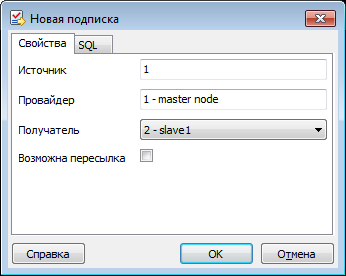 Новая подписка
Свойства SQL
Источник 1
Провайдер 1 - master node
Получатель 2 - slave1
Возможна пересылка
Справка OK Отмена